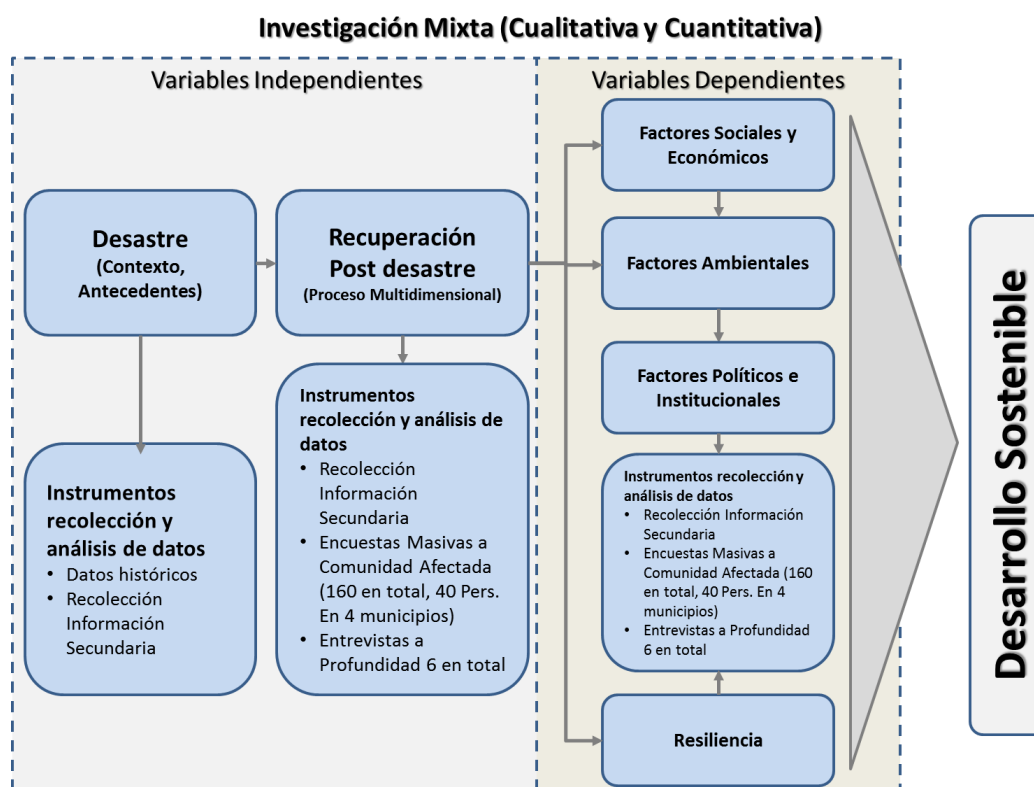 Investigación Mixta (Cualitativa y Cuantitativa)
Variables Independientes
Desastre
(Contexto,
Antecedentes)
Recuperación
Post desastre
(Proceso Multidimensional)
Instrumentos
recolección y
análisis de datos
• Datos históricos
• Recolección
Información
Secundaria
Instrumentos
recolección y análisis de
datos
• Recolección
Información
Secundaria
• Encuestas Masivas a
Comunidad Afectada
(160 en total, 40 Pers.
En 4 municipios)
• Entrevistas a
Profundidad 6 en total
Variables Dependientes
Factores Sociales y
Económicos
Factores Ambientales
Factores Políticos e
Institucionales
Instrumentos recolección y
análisis de datos
• Recolección Información
Secundaria
• Encuestas Masivas a
Comunidad Afectada (160
en total, 40 Pers. En 4
municipios)
• Entrevistas a Profundidad
6 en total
Resiliencia
Desarrollo Sostenible